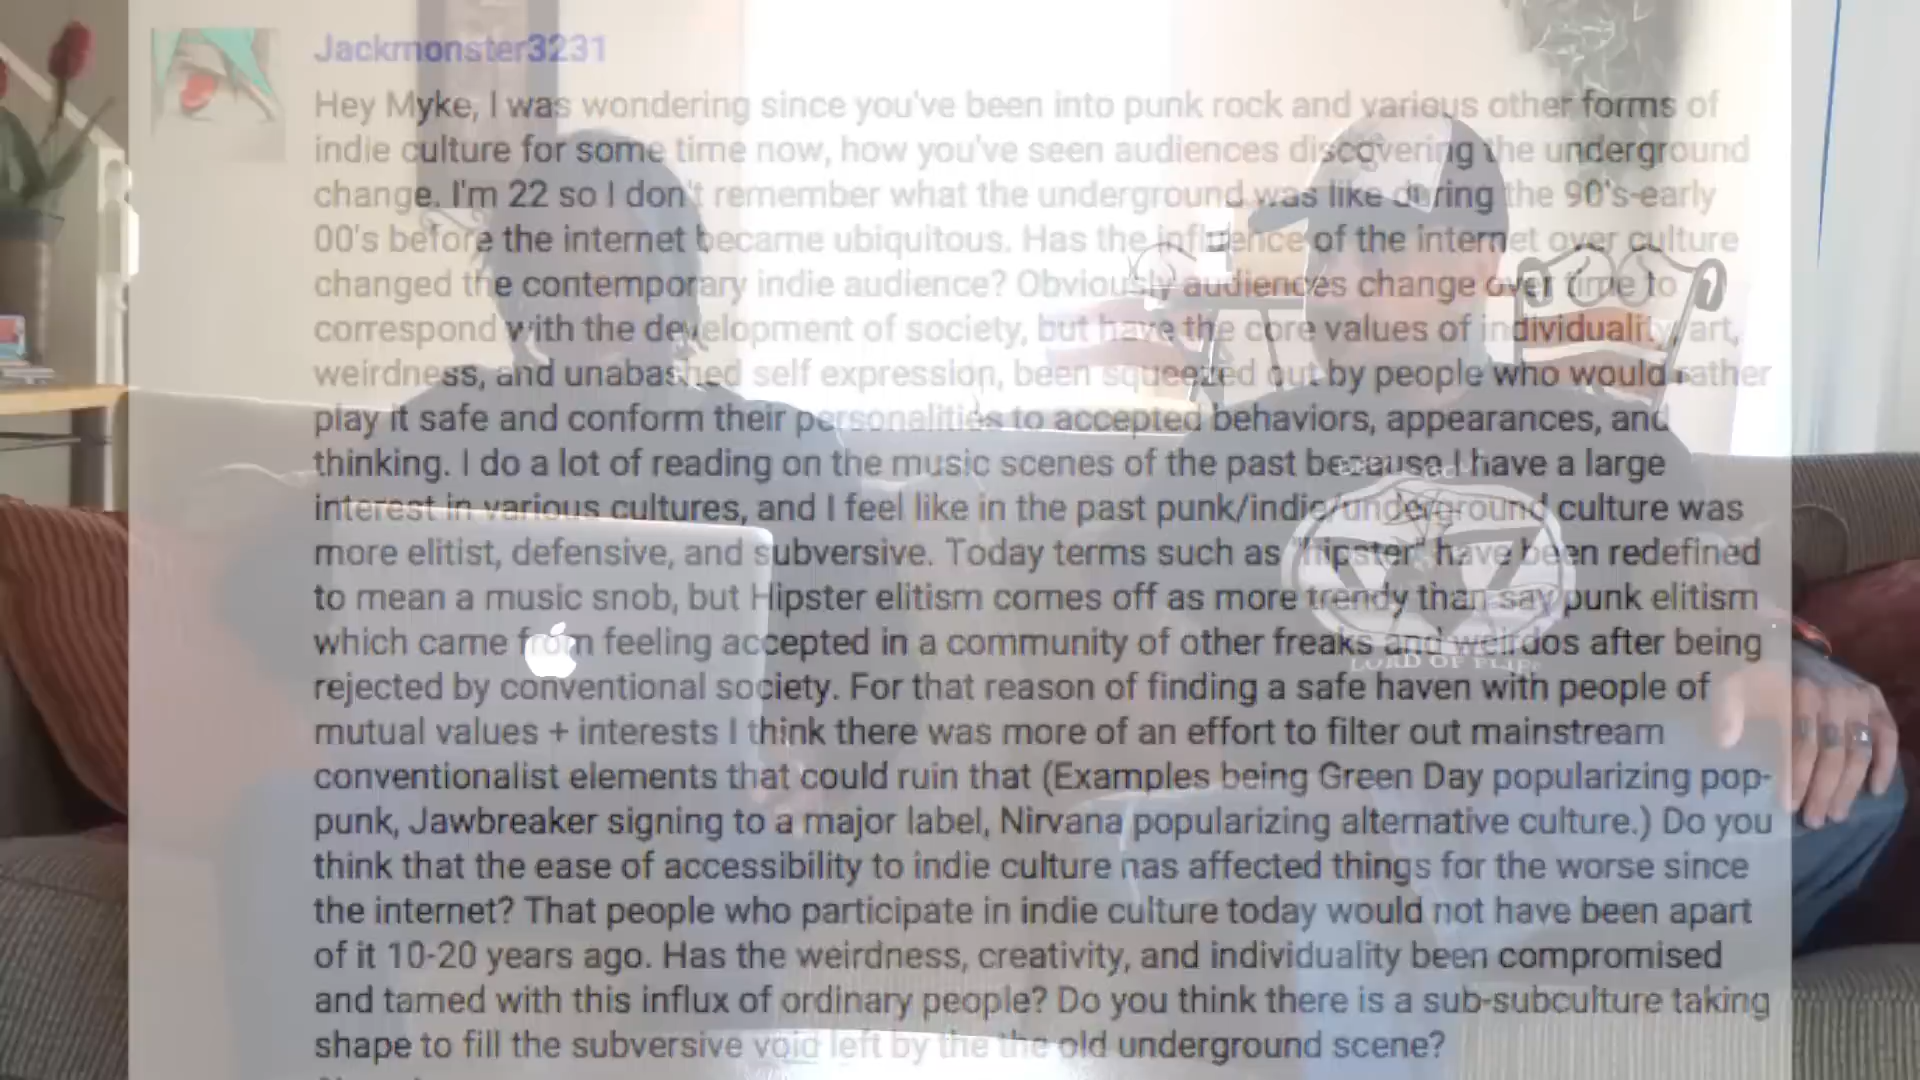 Jackmonster3231
Hey Myke, I was wondering since you've been into punk rock and various other forms of
indie culture for some time now, how you've seen audiences discovering the underground
change. I'm 22 so I don't remember what the underground was like during the 90's-early
00's before the internet became ubiquitous. Has the influence of the internet over culture
changed the contemporary indie audience? Obviously audiences change over time to
correspond with the development of society, but have the core values of individuality, art,
weirdness, and unabashed self expression, been squeezed out by people who would rather
play it safe and conform their personalities to accepted behaviors, appearances, and
thinking. I do a lot of reading on the music scenes of the past because I have a large
interest in various cultures, and I feel like in the past punk/indie/underground culture was
more elitist, defensive, and subversive. Today terms such as "hipster" have been redefined
to mean a music snob, but Hipster elitism comes off as more trendy than say punk elitism
which came from feeling accepted in a community of other freaks and weirdos after being
rejected by conventional society. For that reason of finding a safe haven with people of
mutual values + interests I think there was more of an effort to filter out mainstream
conventionalist elements that could ruin that (Examples being Green Day popularizing pop-
punk, Jawbreaker signing to a major label, Nirvana popularizing alternative culture.) Do you
think that the ease of accessibility to indie culture has affected things for the worse since
the internet? That people who participate in indie culture today would not have been apart
of it 10-20 years ago. Has the weirdness, creativity, and individuality been compromised
and tamed with this influx of ordinary people? Do you think there is a sub-subculture taking
shape to fill the subversive void left by the the old underground scene?
LORD OF FLIES